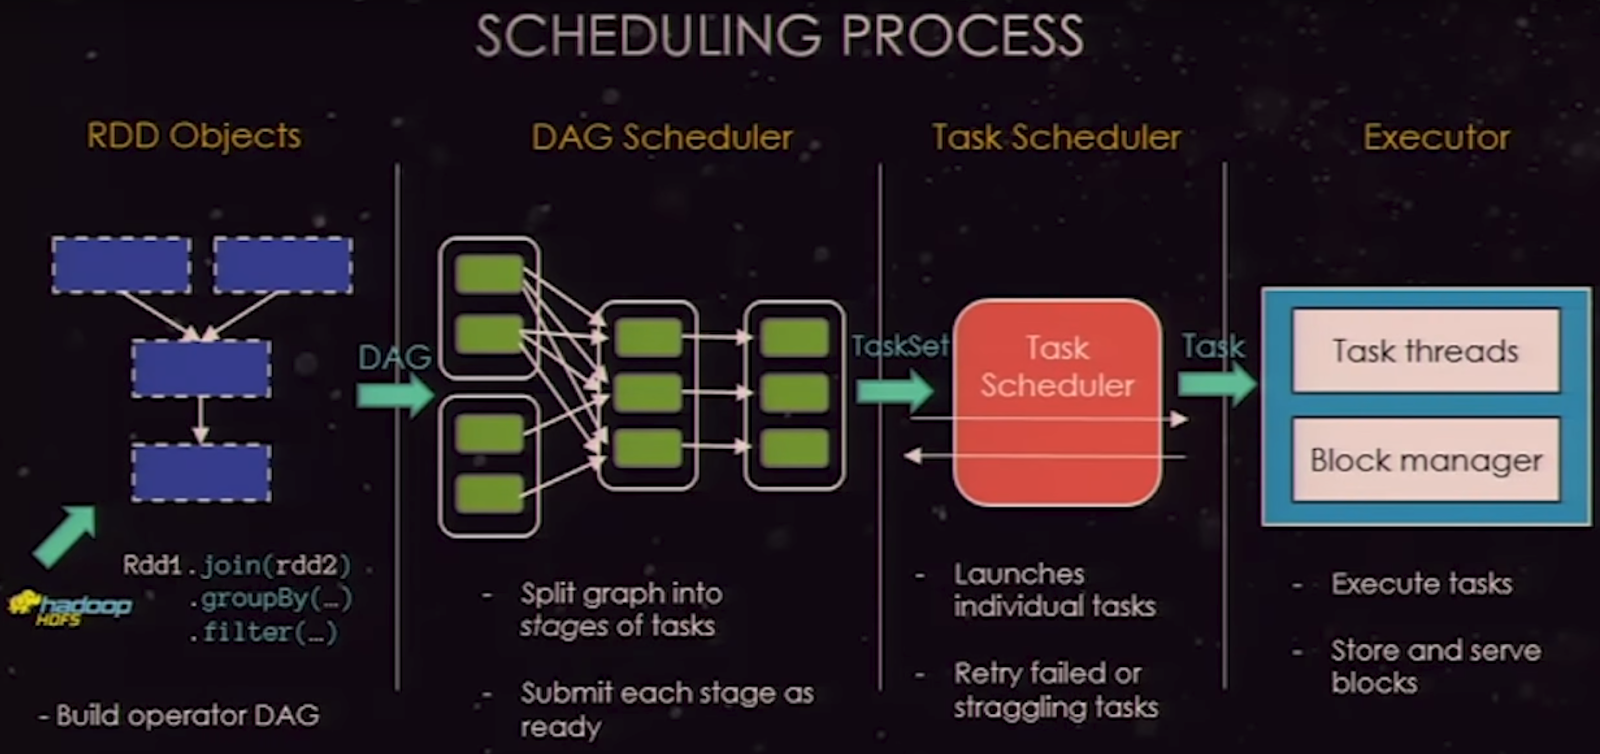 SCHEDULING PROCESS
RDD Objects
DAG Scheduler
Task Scheduler
Executor
DAG
TaskSet
Task
Scheduler
Task
Task threads
Block manager
Rdd1.join(rdd2)
.groupBy(…)
.filter(…)
hadoop
HDFS
- Build operator DAG
- Split graph into
stages of tasks
- Submit each stage as
ready
- Launches
individual tasks
- Retry failed or
straggling tasks
- Execute tasks
- Store and serve
blocks